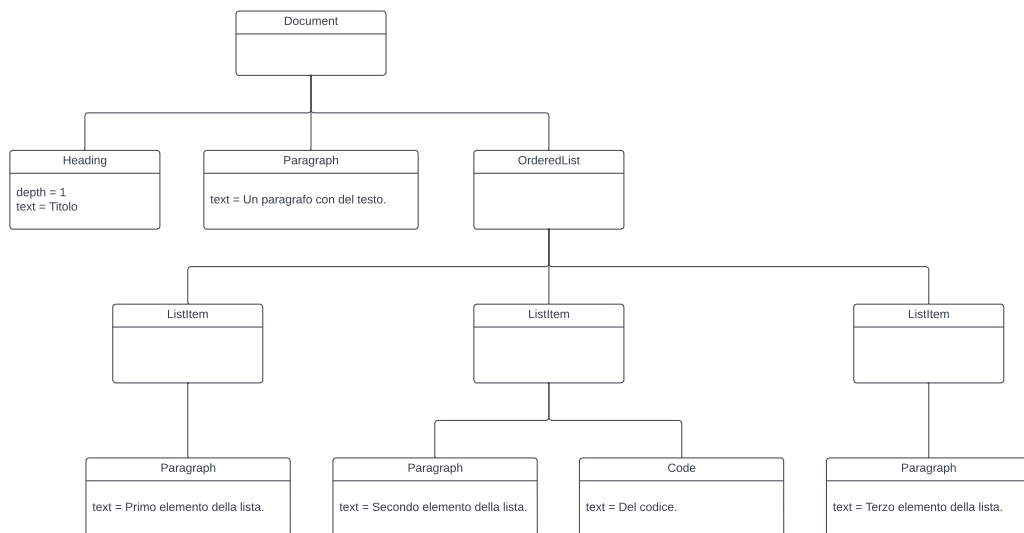 Document
Heading
depth = 1
text = Titolo
Paragraph
text = Un paragrafo con del testo.
OrderedList
ListItem
ListItem
ListItem
Paragraph
text = Primo elemento della lista.
Paragraph
text = Secondo elemento della lista.
Code
text = Del codice.
Paragraph
text = Terzo elemento della lista.